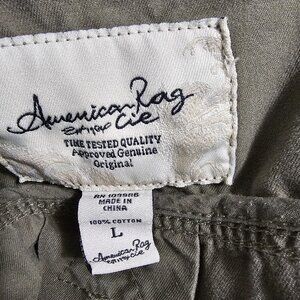 American Rag
Cie
TIME TESTED QUALITY
Approved Genuine
Original
MADE IN
CHINA
100% COTTON
L
American Rag
Cie